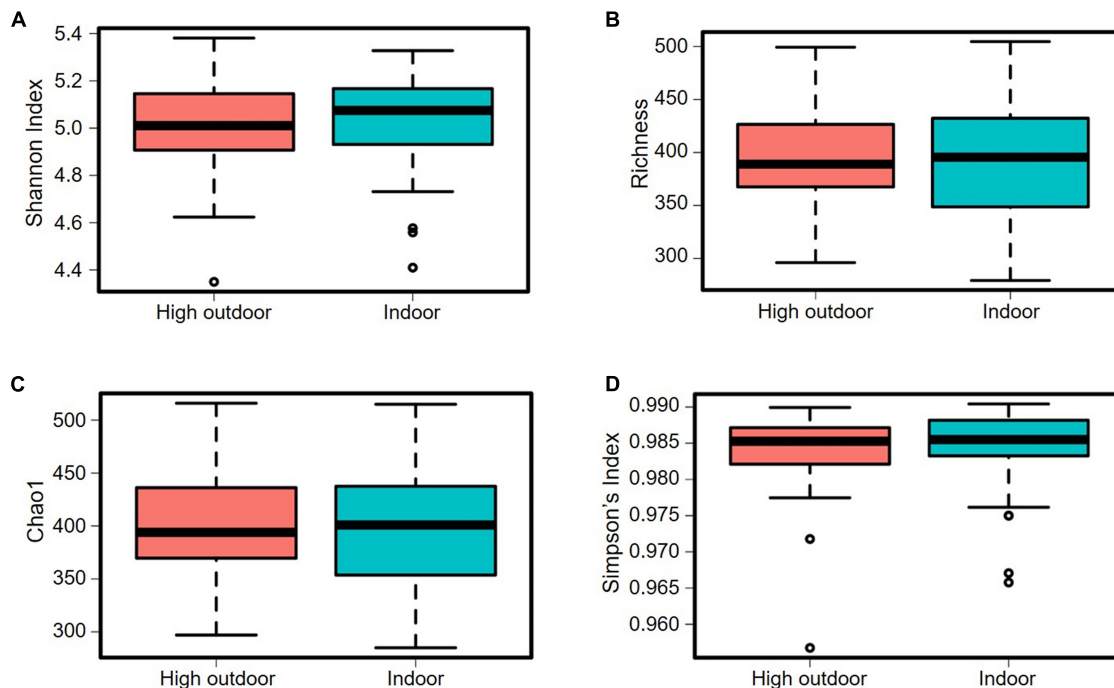 A
Shannon Index
5.4
5.2
5.0
4.8
4.6
4.4
High outdoor
Indoor
B
Richness
500
450
400
350
300
High outdoor
Indoor
C
Chao1
500
450
400
350
300
High outdoor
Indoor
D
Simpson's Index
0.990
0.985
0.980
0.975
0.970
0.965
0.960
High outdoor
Indoor